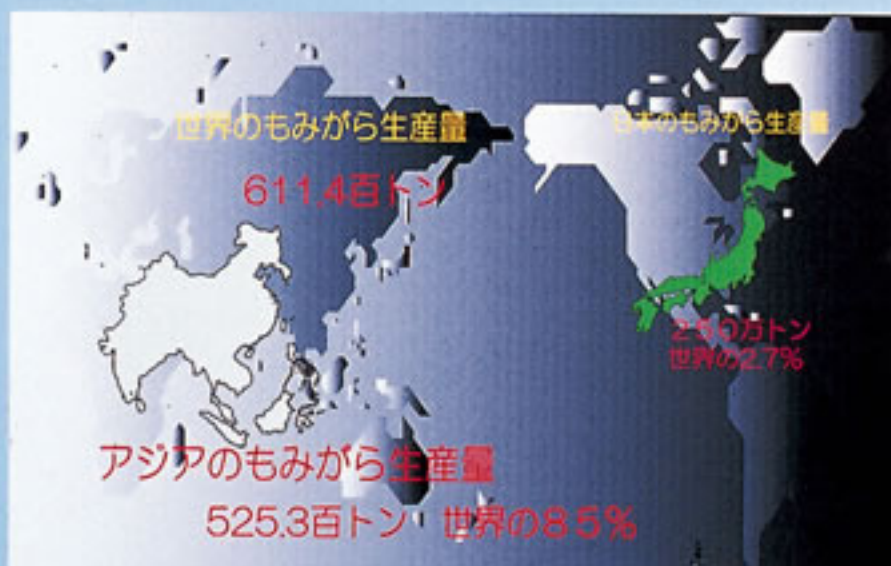 世界のもみがら生産量
日本のもみがら生産量
611.4百トン
250万トン
世界の2.7%
アジアのもみがら生産量
525.3百トン 世界の85%